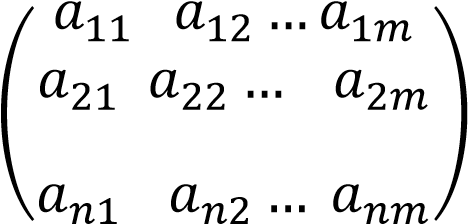 a₁₁ a₁₂ ... a₁ₘ
a₂₁ a₂₂ ... a₂ₘ
aₙ₁ aₙ₂ ... aₙₘ